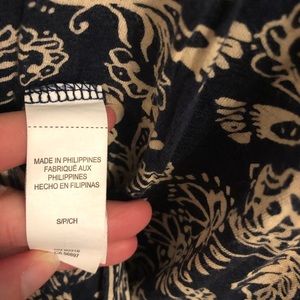 MADE IN PHILIPPINES
FABRIQUÉ AUX
PHILIPPINES
HECHO EN FILIPINAS
S/P/CH